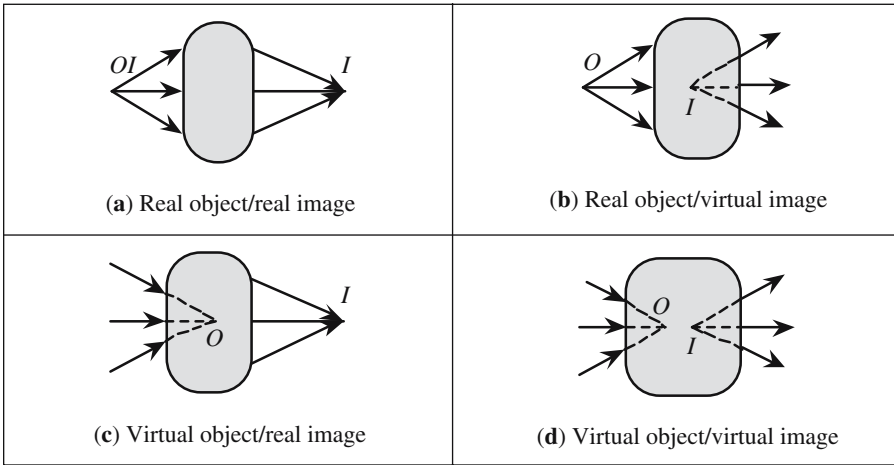 OI
I
(a) Real object/real image
O
I
(b) Real object/virtual image
I
O
(c) Virtual object/real image
O
I
(d) Virtual object/virtual image